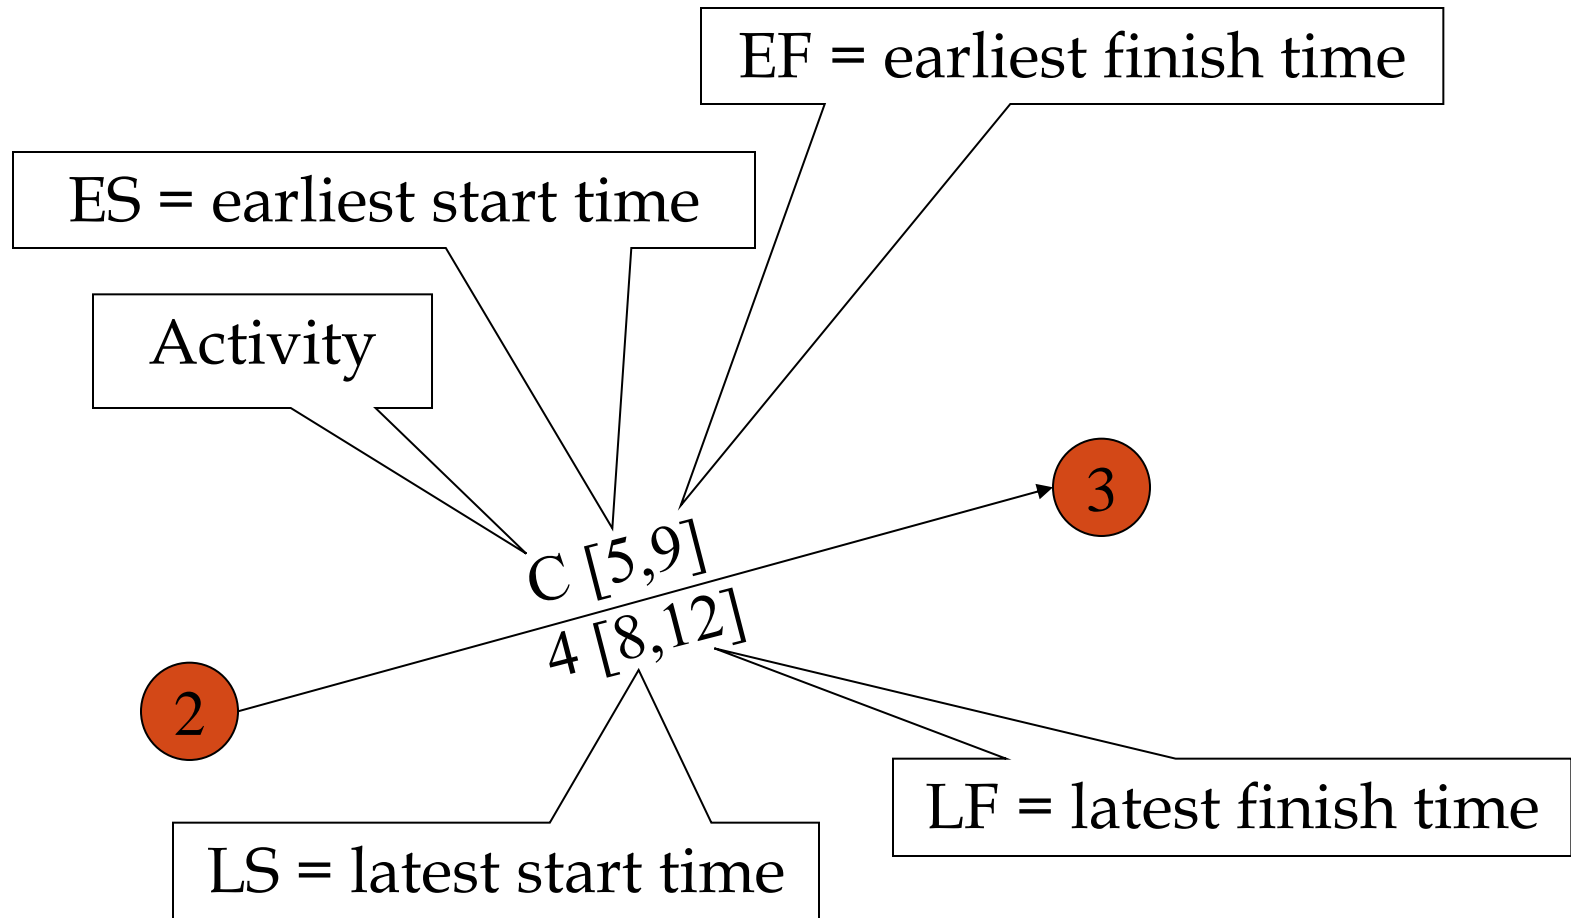 EF = earliest finish time
ES = earliest start time
Activity
3
C [5,9]
4 [8,12]
2
LF = latest finish time
LS = latest start time